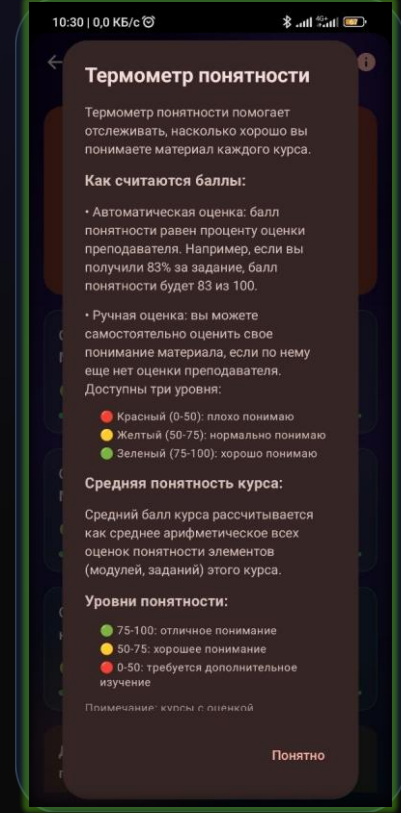 10:30 | 0,0 КБ/с
Термометр понятности
Термометр понятности помогает
отслеживать, насколько хорошо вы
понимаете материал каждого курса.
Как считаются баллы:
• Автоматическая оценка: балл
понятности равен проценту оценки
преподавателя. Например, если вы
получили 83% за задание, балл
понятности будет 83 из 100.
• Ручная оценка: вы можете
самостоятельно оценить свое
понимание материала, если по нему
еще нет оценки преподавателя.
Доступны три уровня:
Красный (0-50): плохо понимаю
Желтый (50-75): нормально понимаю
Зеленый (75-100): хорошо понимаю
Средняя понятность курса:
Средний балл курса рассчитывается
как среднее арифметическое всех
оценок понятности элементов
(модулей, заданий) этого курса.
Уровни понятности:
75-100: отличное понимание
50-75: хорошее понимание
0-50: требуется дополнительное
изучение
Примечание: курсы с оценкой
Понятно